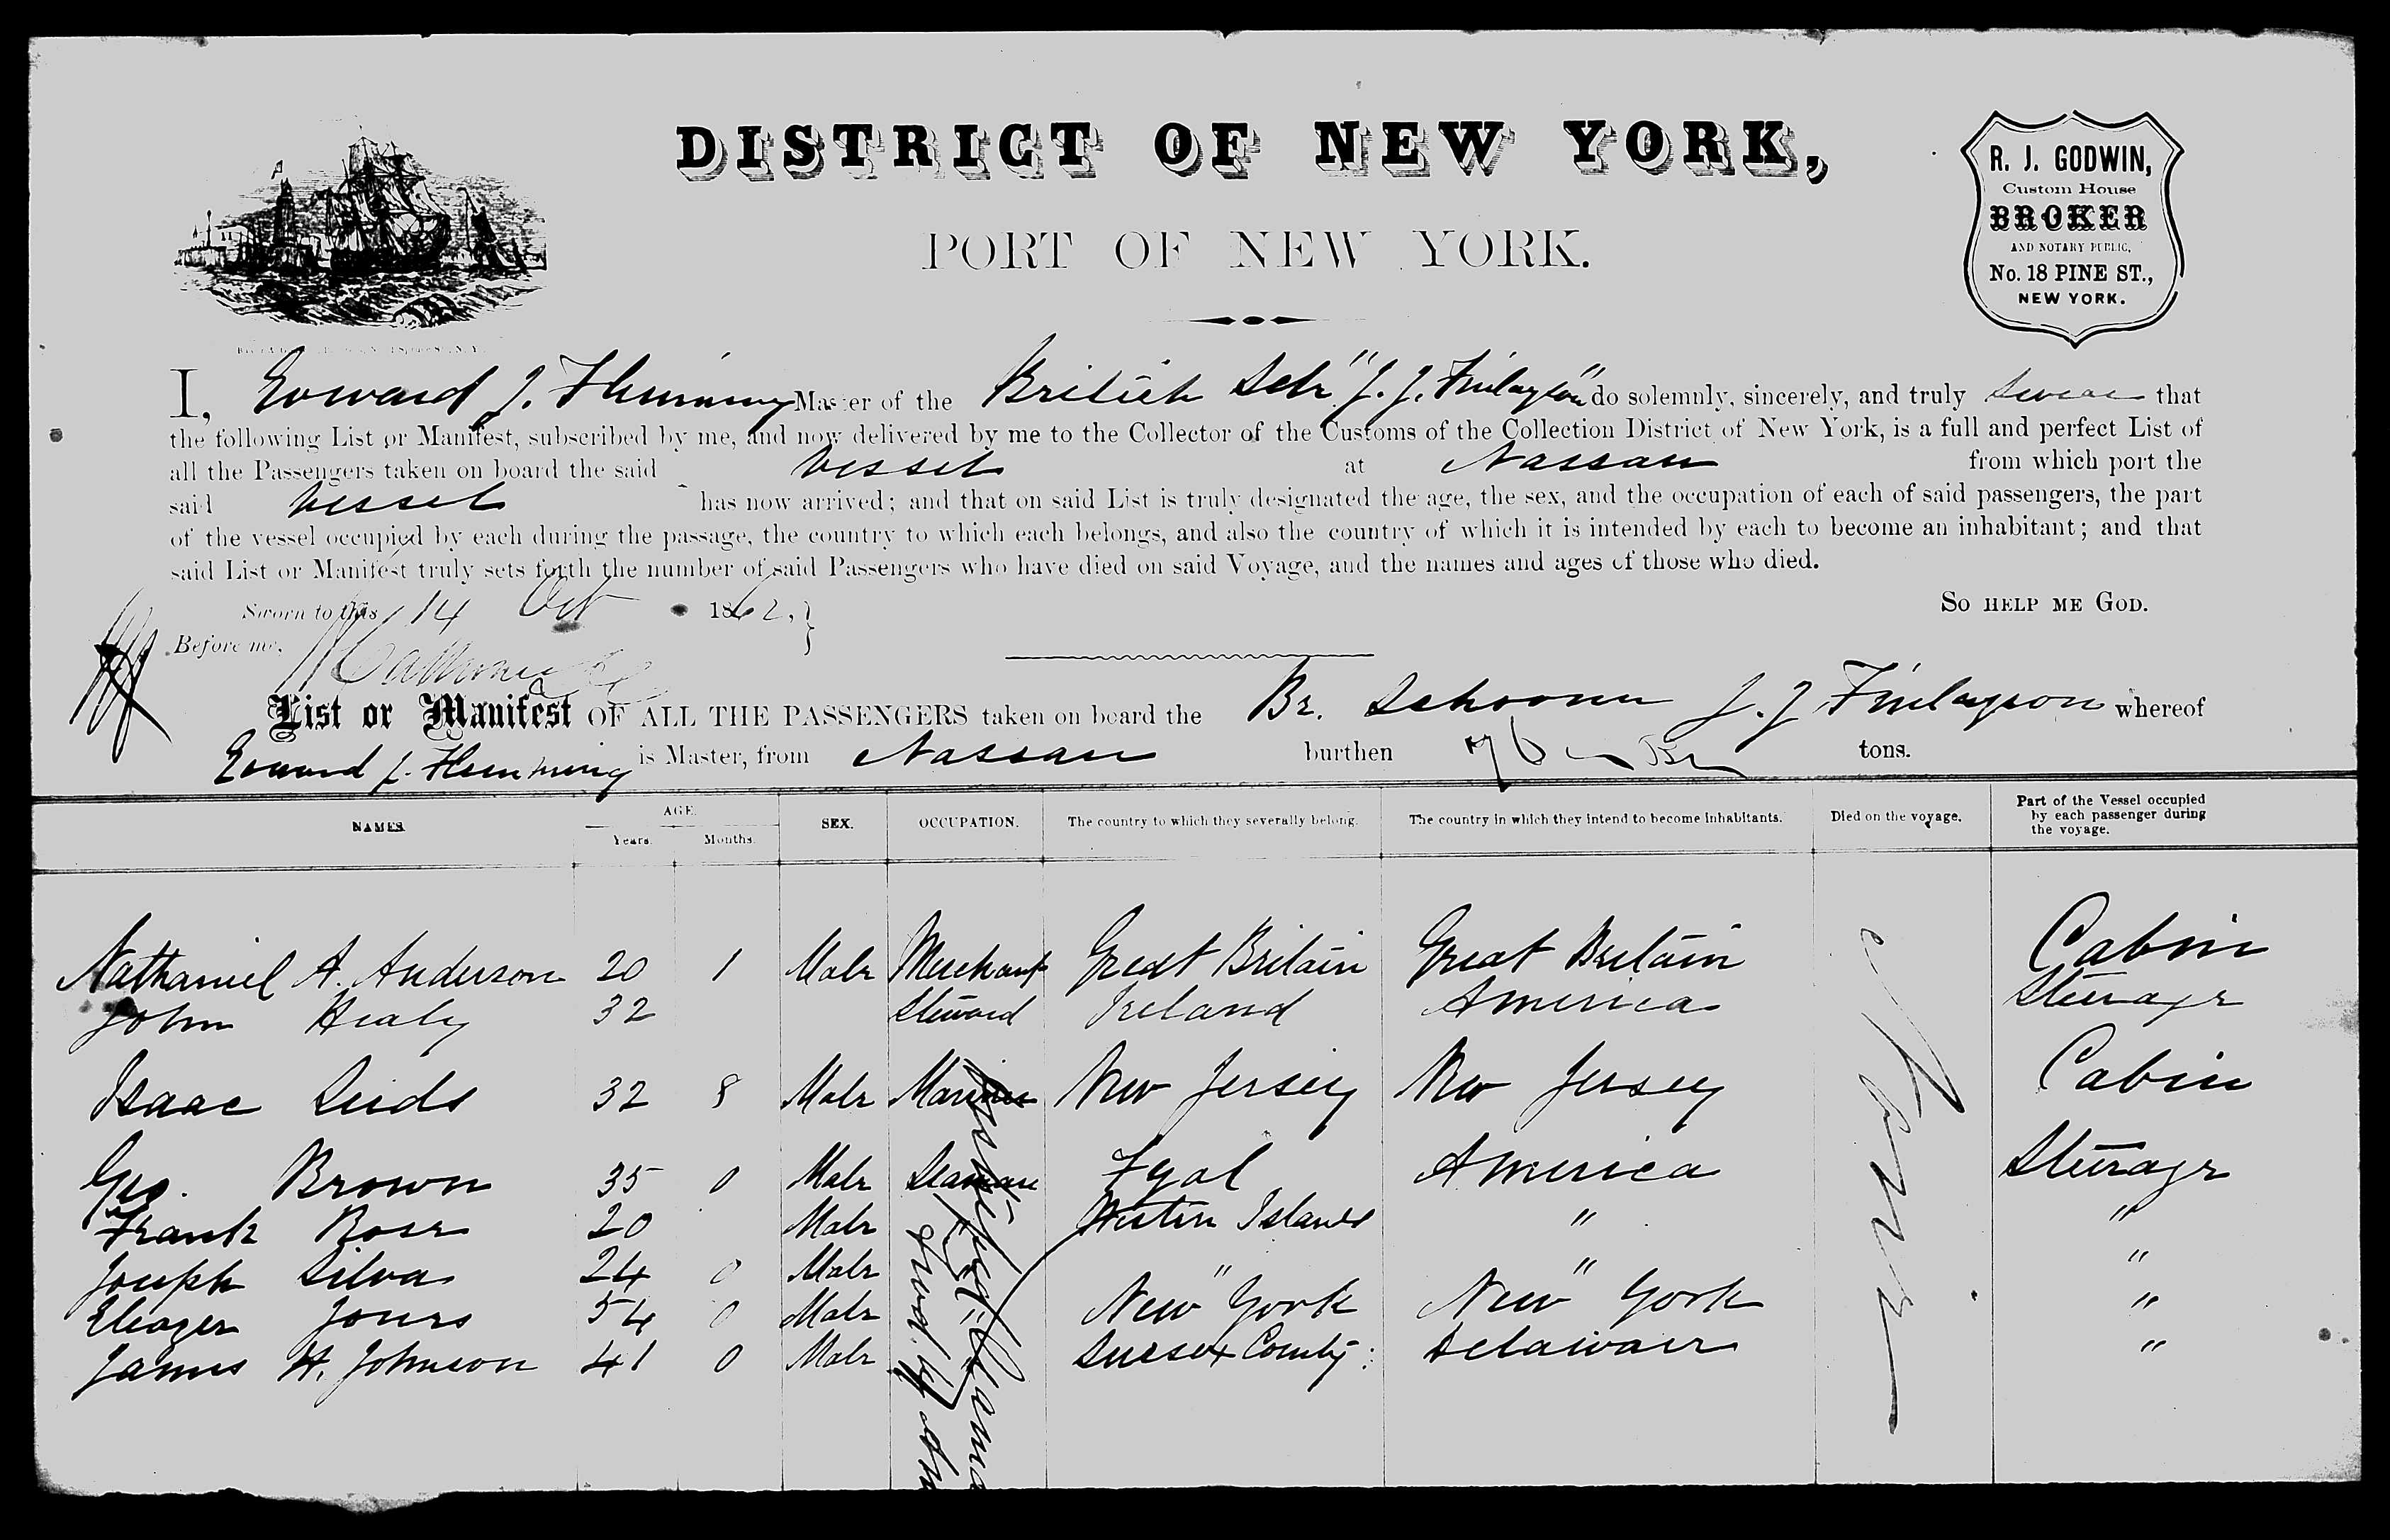 DISTRICT OF NEW YORK,
PORT OF NEW YORK.
R. J. GODWIN,
Custom House
BROKER
AND NOTARY PUBLIC,
No. 18 PINE ST.,
NEW YORK.
I, Edward J. Flemming Master of the British Schr "J. J. Finlayson" do solemnly, sincerely, and truly Swear that
the following List or Manifest, subscribed by me, and now delivered by me to the Collector of the Customs of the Collection District of New York, is a full and perfect List of
all the Passengers taken on board the said Vessel at Nassau from which port the
said Vessel has now arrived; and that on said List is truly designated the age, the sex, and the occupation of each of said passengers, the part
of the vessel occupied by each during the passage, the country to which each belongs, and also the country of which it is intended by each to become an inhabitant; and that
said List or Manifest truly sets forth the number of said Passengers who have died on said Voyage, and the names and ages of those who died.
Sworn to this 14 Oct 1862, SO HELP ME GOD.
Before me,
List or Manifest OF ALL THE PASSENGERS taken on board the Br. Schooner J. J. Finlayson whereof
Edward J. Flemming is Master, from Nassau burthen 76 tons.
NAMES. AGE. Years. Months. SEX. OCCUPATION. The country to which they severally belong. The country in which they intend to become inhabitants. Died on the voyage. Part of the Vessel occupied by each passenger during the voyage.
Nathaniel A. Anderson 20 1 Male Merchant Great Britain Great Britain Cabin
John Healy 32 Steward Ireland America Steerage
Isaac Leeds 32 8 Male Mariner New Jersey New Jersey Cabin
Geo. Brown 35 0 Male Seaman Fyal America Steerage
Frank Rose 20 Male Western Islands " "
Joseph Silva 24 0 Male " " "
Eleazer Jones 54 0 Male New York New York "
James H. Johnson 41 0 Male Sussex County: Delawair "